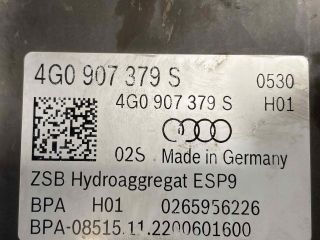 4G0 907 379 S 0530
4G0 907 379 S H01
02S Made in Germany
ZSB Hydroaggregat ESP9
BPA H01 0265956226
BPA-08515.11.2200601600